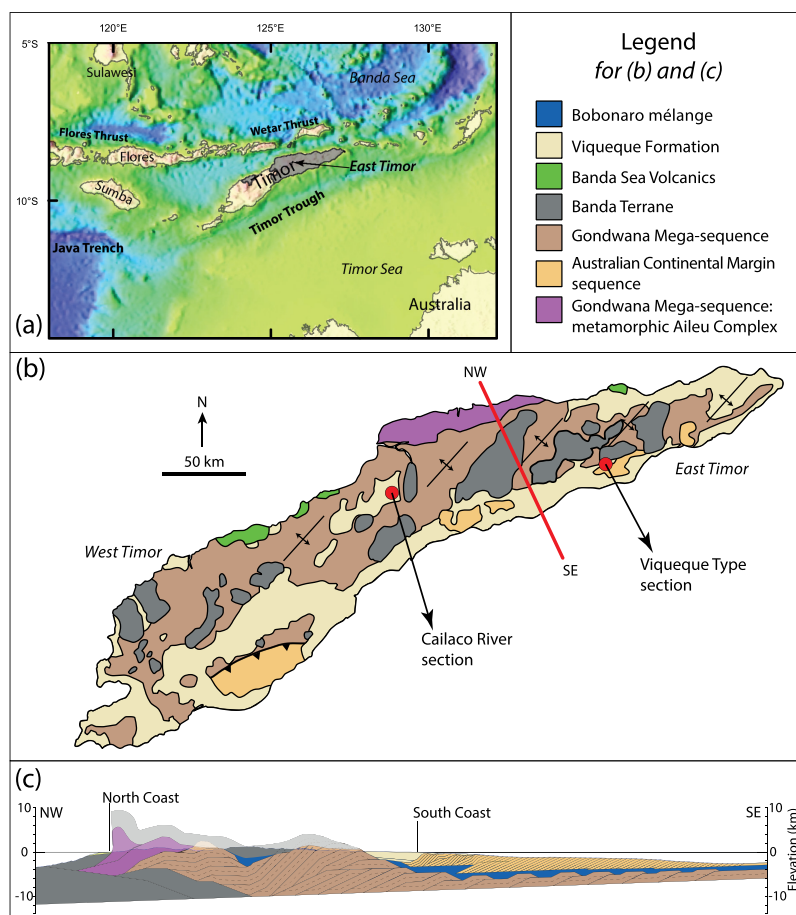 120°E
125°E
130°E
5°S
10°S
Sulawesi
Banda Sea
Flores Thrust
Wetar Thrust
Flores
Timor
East Timor
Sumba
Timor Trough
Java Trench
Timor Sea
Australia
(a)
Legend
for (b) and (c)
Bobonaro mélange
Viqueque Formation
Banda Sea Volcanics
Banda Terrane
Gondwana Mega-sequence
Australian Continental Margin
sequence
Gondwana Mega-sequence:
metamorphic Aileu Complex
(b)
N
50 km
NW
SE
East Timor
West Timor
Viqueque Type
section
Cailaco River
section
(c)
10
NW
North Coast
South Coast
SE
10
0
0
-10
-10
Elevation (km)